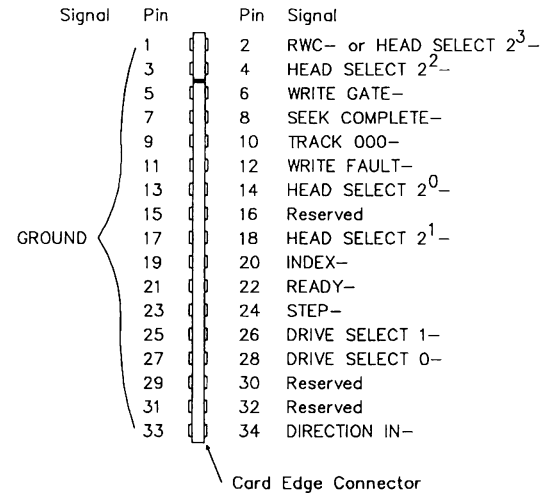 Signal Pin Pin Signal
1 2 RWC− or HEAD SELECT 2³−
3 4 HEAD SELECT 2²−
5 6 WRITE GATE−
7 8 SEEK COMPLETE−
9 10 TRACK 000−
11 12 WRITE FAULT−
13 14 HEAD SELECT 2⁰−
15 16 Reserved
GROUND 17 18 HEAD SELECT 2¹−
19 20 INDEX−
21 22 READY−
23 24 STEP−
25 26 DRIVE SELECT 1−
27 28 DRIVE SELECT 0−
29 30 Reserved
31 32 Reserved
33 34 DIRECTION IN−
Card Edge Connector